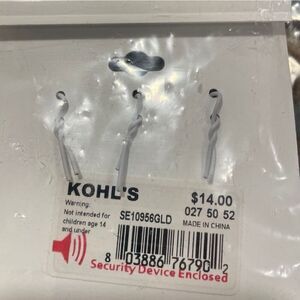 KOHL'S
Warning:
Not intended for
children age 14
and under
SE10956GLD
$14.00
027 50 52
MADE IN CHINA
8 03886 76790 2
Security Device Enclosed